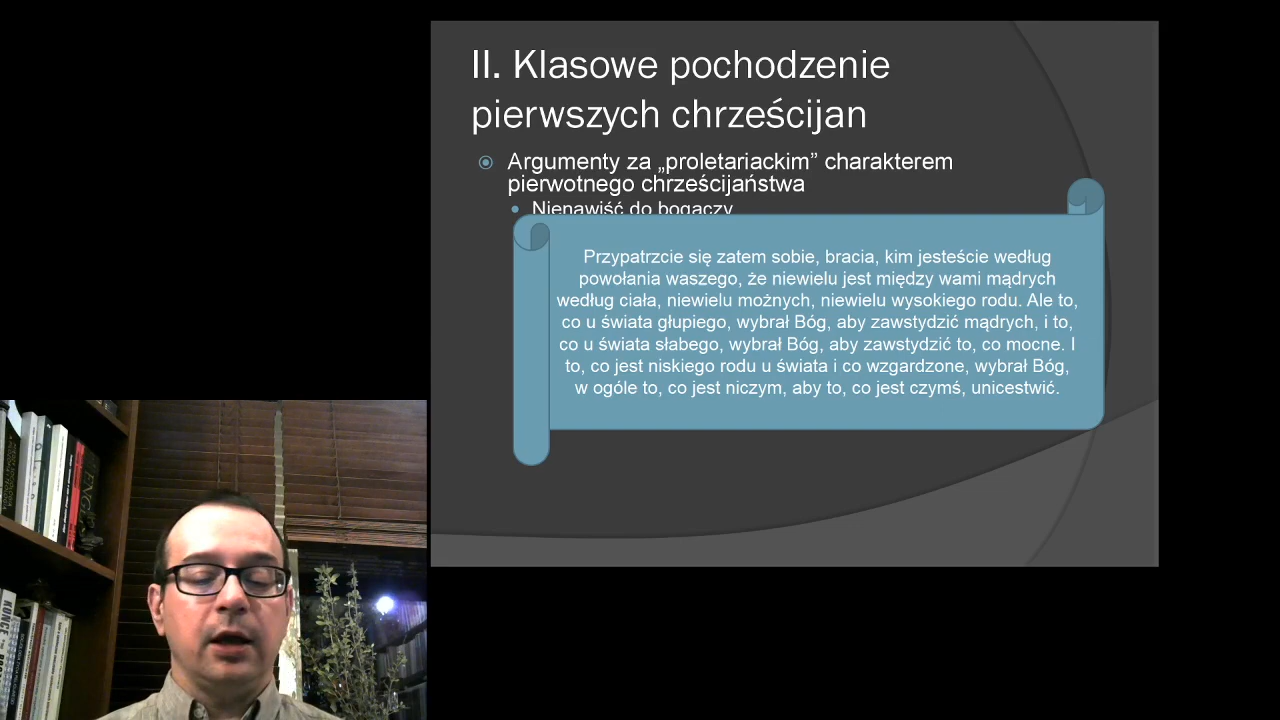 II. Klasowe pochodzenie
pierwszych chrześcijan
Argumenty za „proletariackim” charakterem
pierwotnego chrześcijaństwa
Nienawiść do bogaczy
Przypatrzcie się zatem sobie, bracia, kim jesteście według
powołania waszego, że niewielu jest między wami mądrych
według ciała, niewielu możnych, niewielu wysokiego rodu. Ale to,
co u świata głupiego, wybrał Bóg, aby zawstydzić mądrych, i to,
co u świata słabego, wybrał Bóg, aby zawstydzić to, co mocne. I
to, co jest niskiego rodu u świata i co wzgardzone, wybrał Bóg,
w ogóle to, co jest niczym, aby to, co jest czymś, unicestwić.